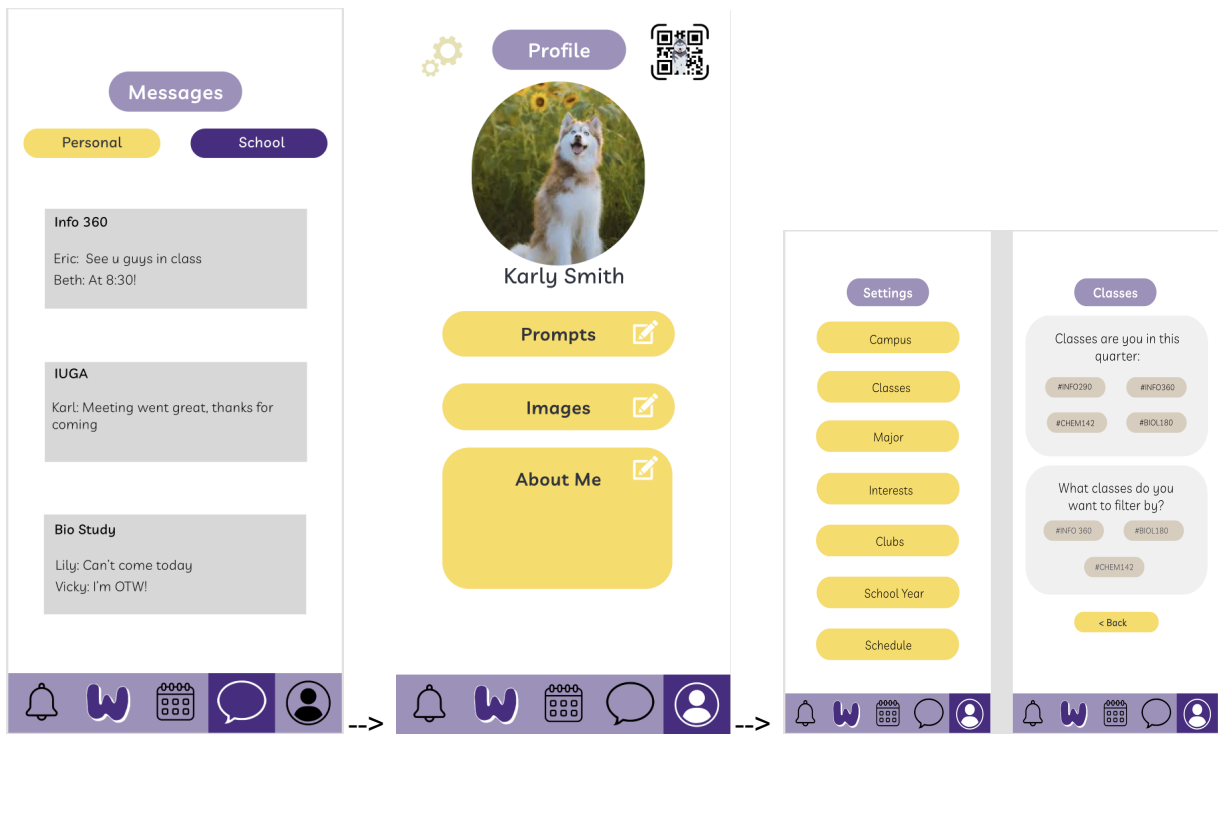 Messages
Personal
School
Info 360
Eric: See u guys in class
Beth: At 8:30!
IUGA
Karl: Meeting went great, thanks for
coming
Bio Study
Lily: Can't come today
Vicky: I'm OTW!
W
-->
Profile
Karly Smith
Prompts
Images
About Me
W
-->
Settings
Campus
Classes
Major
Interests
Clubs
School Year
Schedule
W
Classes
Classes are you in this
quarter:
#INFO290
#INFO360
#CHEM142
#BIOL180
What classes do you
want to filter by?
#INFO 360
#BIOL180
#CHEM142
< Back
W